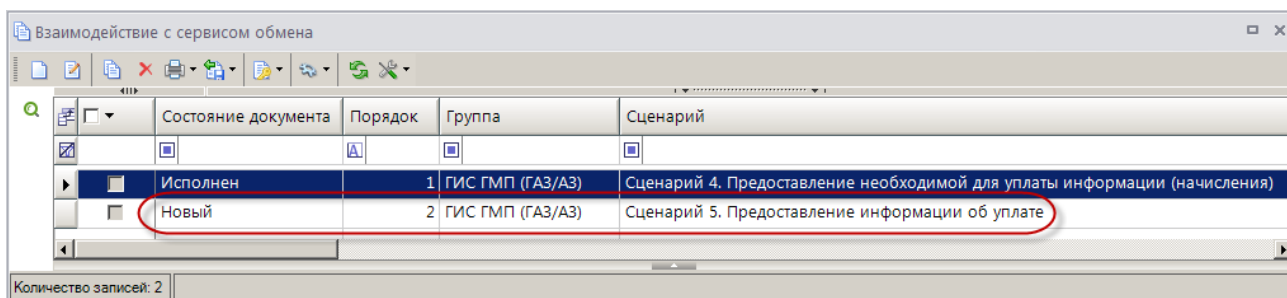 Взаимодействие с сервисом обмена
Состояние документа Порядок Группа Сценарий
A
Исполнен 1 ГИС ГМП (ГАЗ/АЗ) Сценарий 4. Предоставление необходимой для уплаты информации (начисления)
Новый 2 ГИС ГМП (ГАЗ/АЗ) Сценарий 5. Предоставление информации об уплате
Количество записей: 2